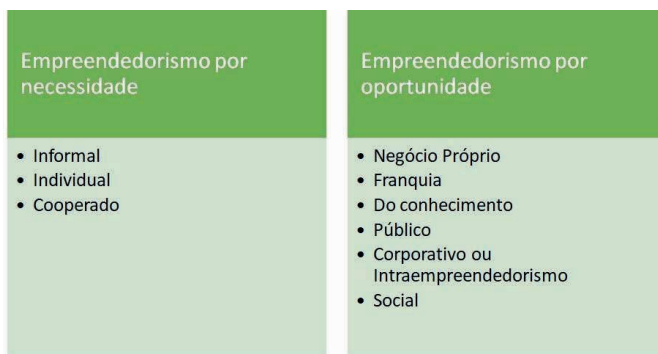 Empreendedorismo por
necessidade
• Informal
• Individual
• Cooperado
Empreendedorismo por
oportunidade
• Negócio Próprio
• Franquia
• Do conhecimento
• Público
• Corporativo ou
Intraempreendedorismo
• Social